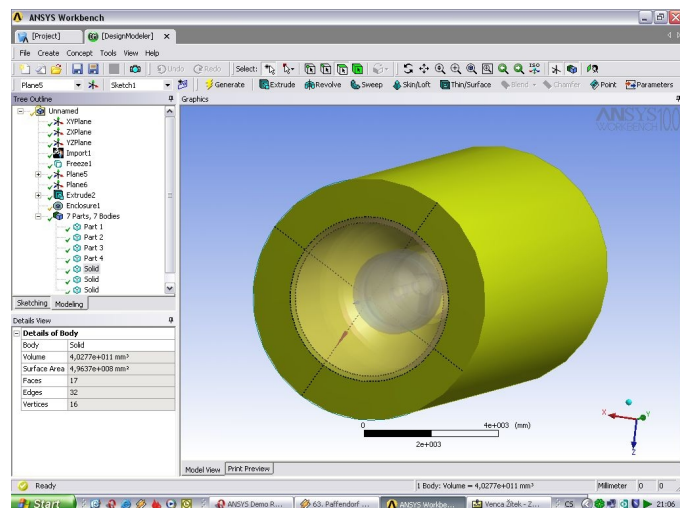 ANSYS Workbench
[Project] [DesignModeler]
File Create Concept Tools View Help
Undo Redo Select:
Plane5 Sketch1 Generate Extrude Revolve Sweep Skin/Loft Thin/Surface Blend Chamfer Point Parameters
Tree Outline
Graphics
Unnamed
XYPlane
ZXPlane
YZPlane
Import1
Freeze1
Plane5
Plane6
Extrude2
Enclosure1
7 Parts, 7 Bodies
Part 1
Part 2
Part 3
Part 4
Solid
Solid
Solid
Sketching Modeling
Details View
Details of Body
Body Solid
Volume 4,0277e+011 mm³
Surface Area 4,9637e+008 mm²
Faces 17
Edges 32
Vertices 16
ANSYS 10.0
WORKBENCH
0 4e+003 (mm)
2e+003
X Y
Z
Model View Print Preview
Ready 1 Body: Volume = 4,0277e+011 mm³ Millimeter 0 0
Start ANSYS Demo R... 63. Paffendorf ... ANSYS Workbe... Venca Žítek - Z... CS 21:06